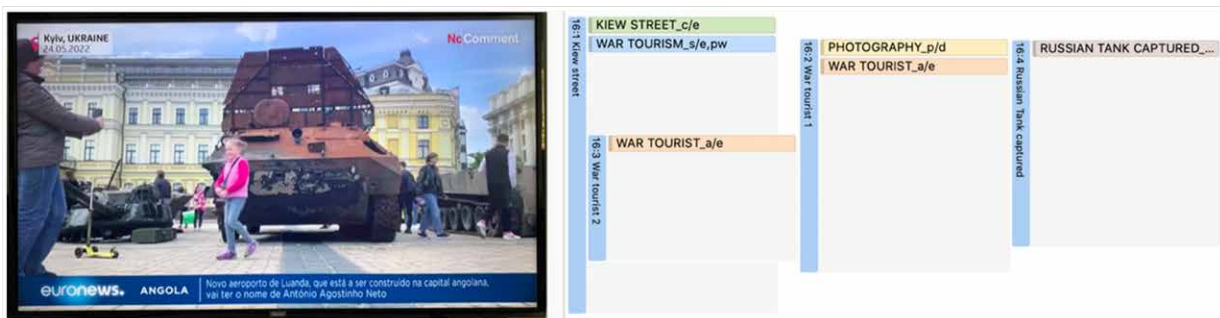 Kyiv, UKRAINE
24.05.2022
No Comment
euronews.
ANGOLA
Novo aeroporto de Luanda, que está a ser construído na capital angolana,
vai ter o nome de António Agostinho Neto
16:1 Kiew street
KIEW STREET_c/e
WAR TOURISM_s/e,pw
16:3 War tourist 2
WAR TOURIST_a/e
16:2 War tourist 1
PHOTOGRAPHY_p/d
WAR TOURIST_a/e
16:4 Russian Tank captured
RUSSIAN TANK CAPTURED_...